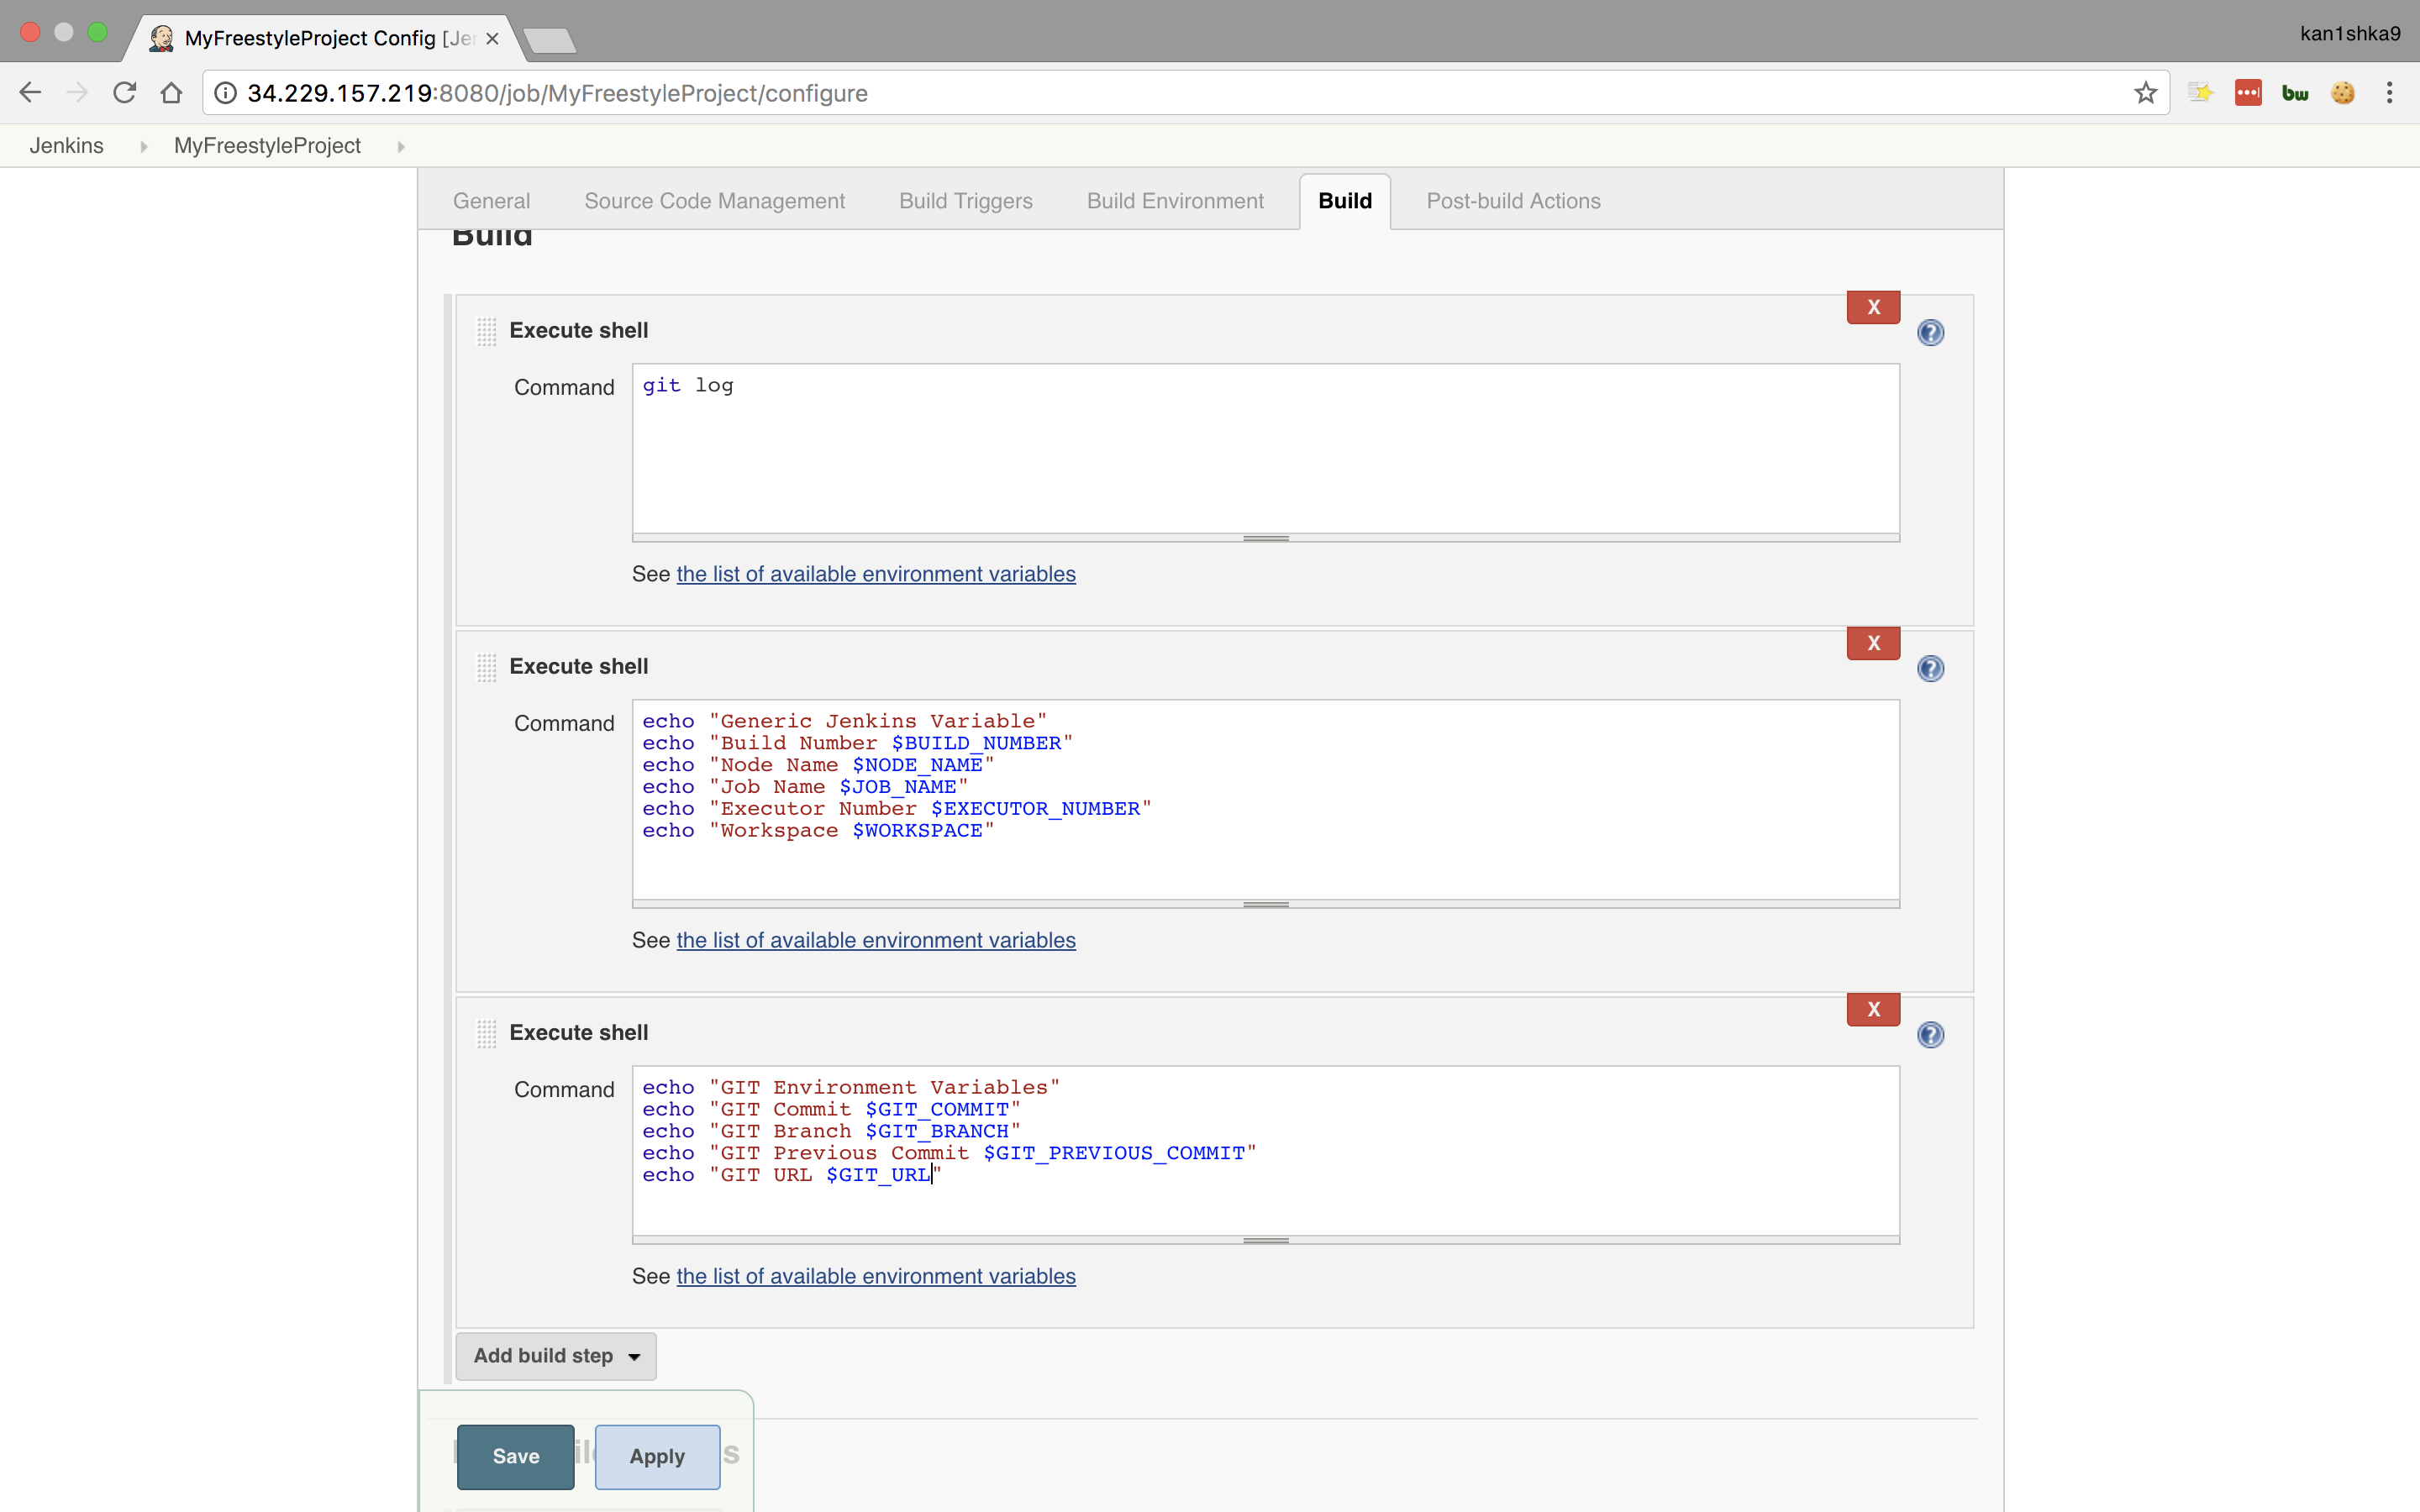 MyFreestyleProject Config [Je
kan1shka9
34.229.157.219:8080/job/MyFreestyleProject/configure
bw
Jenkins MyFreestyleProject
General Source Code Management Build Triggers Build Environment Build Post-build Actions
Build
X
Execute shell
?
Command
git log
See the list of available environment variables
X
Execute shell
?
Command
echo "Generic Jenkins Variable"
echo "Build Number $BUILD_NUMBER"
echo "Node Name $NODE_NAME"
echo "Job Name $JOB_NAME"
echo "Executor Number $EXECUTOR_NUMBER"
echo "Workspace $WORKSPACE"
See the list of available environment variables
X
Execute shell
?
Command
echo "GIT Environment Variables"
echo "GIT Commit $GIT_COMMIT"
echo "GIT Branch $GIT_BRANCH"
echo "GIT Previous Commit $GIT_PREVIOUS_COMMIT"
echo "GIT URL $GIT_URL"
See the list of available environment variables
Add build step
Save Apply